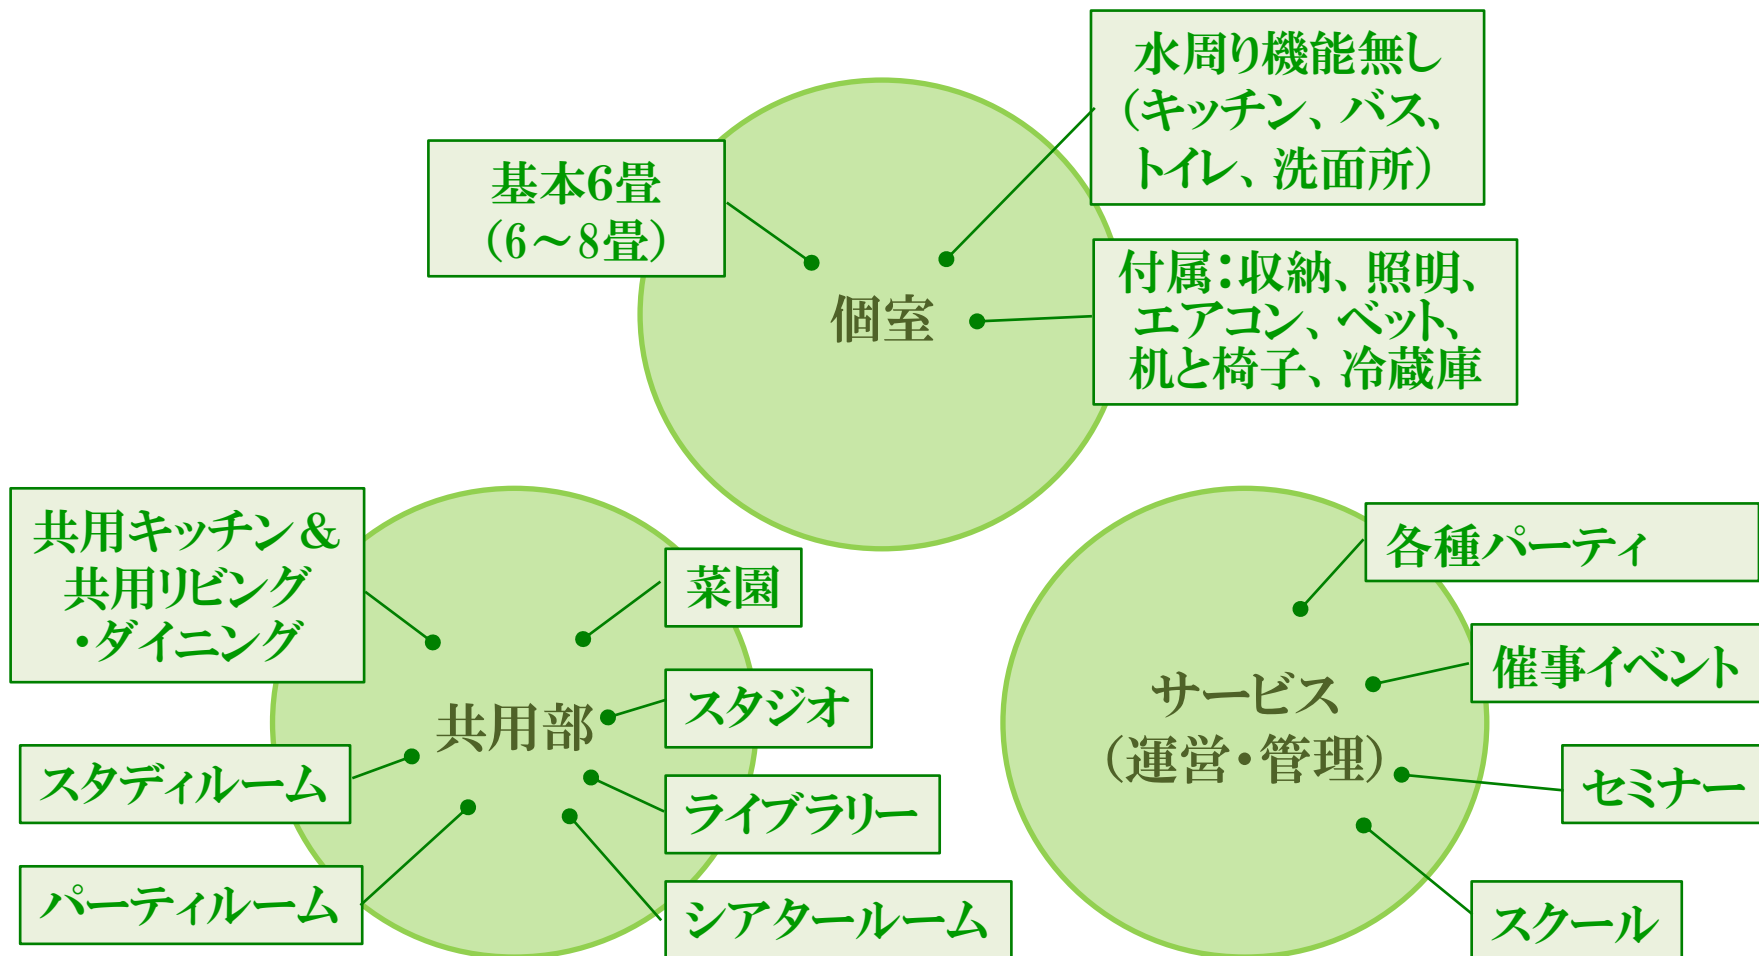 水周り機能無し
（キッチン、バス、
トイレ、洗面所）
基本6畳
（6～8畳）
付属：収納、照明、
エアコン、ベット、
机と椅子、冷蔵庫
個室
共用キッチン＆
共用リビング
・ダイニング
菜園
スタジオ
共用部
スタディルーム
ライブラリー
パーティルーム
シアタールーム
各種パーティ
催事イベント
サービス
（運営・管理）
セミナー
スクール